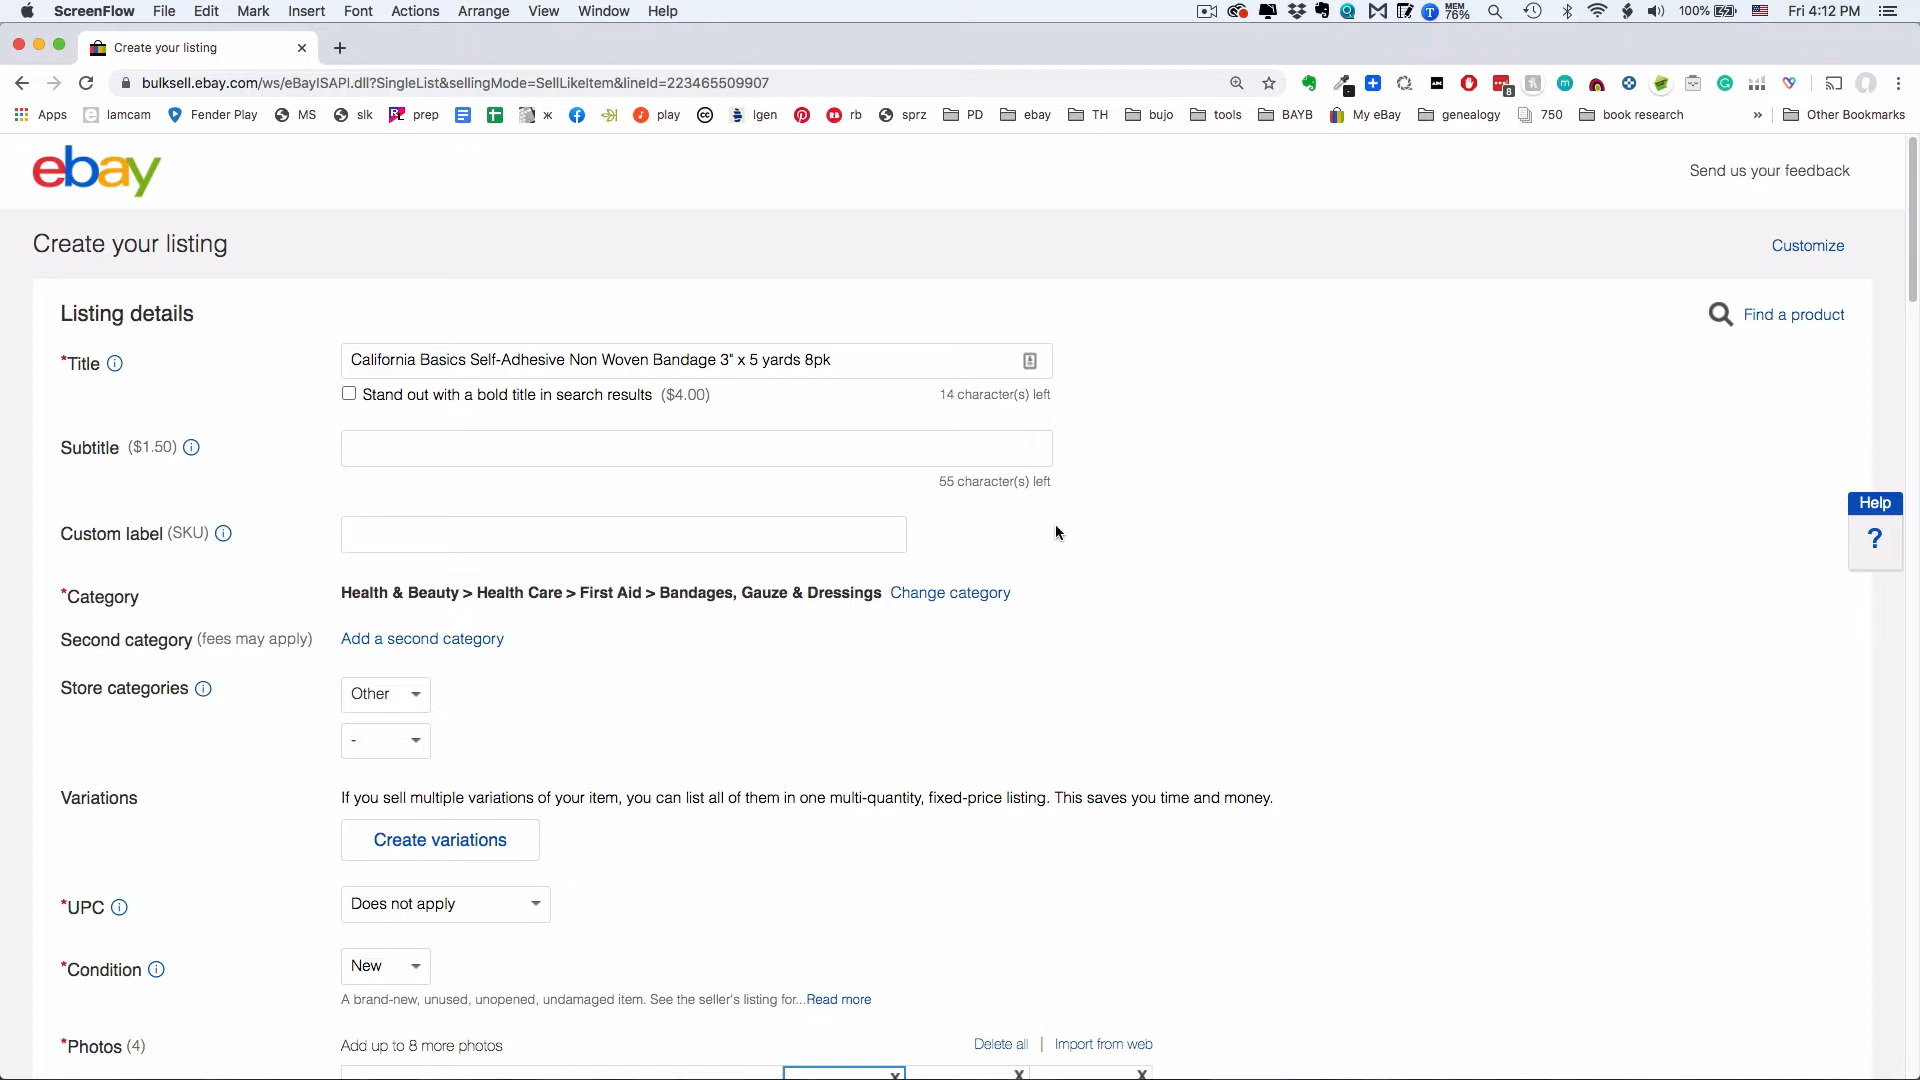 ScreenFlow File Edit Mark Insert Font Actions Arrange View Window Help MEM 76% 100% Fri 4:12 PM
Create your listing
bulksell.ebay.com/ws/eBayISAPI.dll?SingleList&sellingMode=SellLikeItem&lineId=223465509907
Apps Iamcam Fender Play MS slk prep play Igen rb sprz PD ebay TH bujo tools BAYB My eBay genealogy 750 book research » Other Bookmarks
ebay
Send us your feedback
Create your listing
Customize
Listing details
Find a product
*Title
California Basics Self-Adhesive Non Woven Bandage 3" x 5 yards 8pk
Stand out with a bold title in search results ($4.00)
14 character(s) left
Subtitle ($1.50)
55 character(s) left
Help
?
Custom label (SKU)
*Category
Health & Beauty > Health Care > First Aid > Bandages, Gauze & Dressings Change category
Second category (fees may apply)
Add a second category
Store categories
Other
-
Variations
If you sell multiple variations of your item, you can list all of them in one multi-quantity, fixed-price listing. This saves you time and money.
Create variations
*UPC
Does not apply
*Condition
New
A brand-new, unused, unopened, undamaged item. See the seller's listing for...Read more
*Photos (4)
Add up to 8 more photos
Delete all | Import from web
x x x